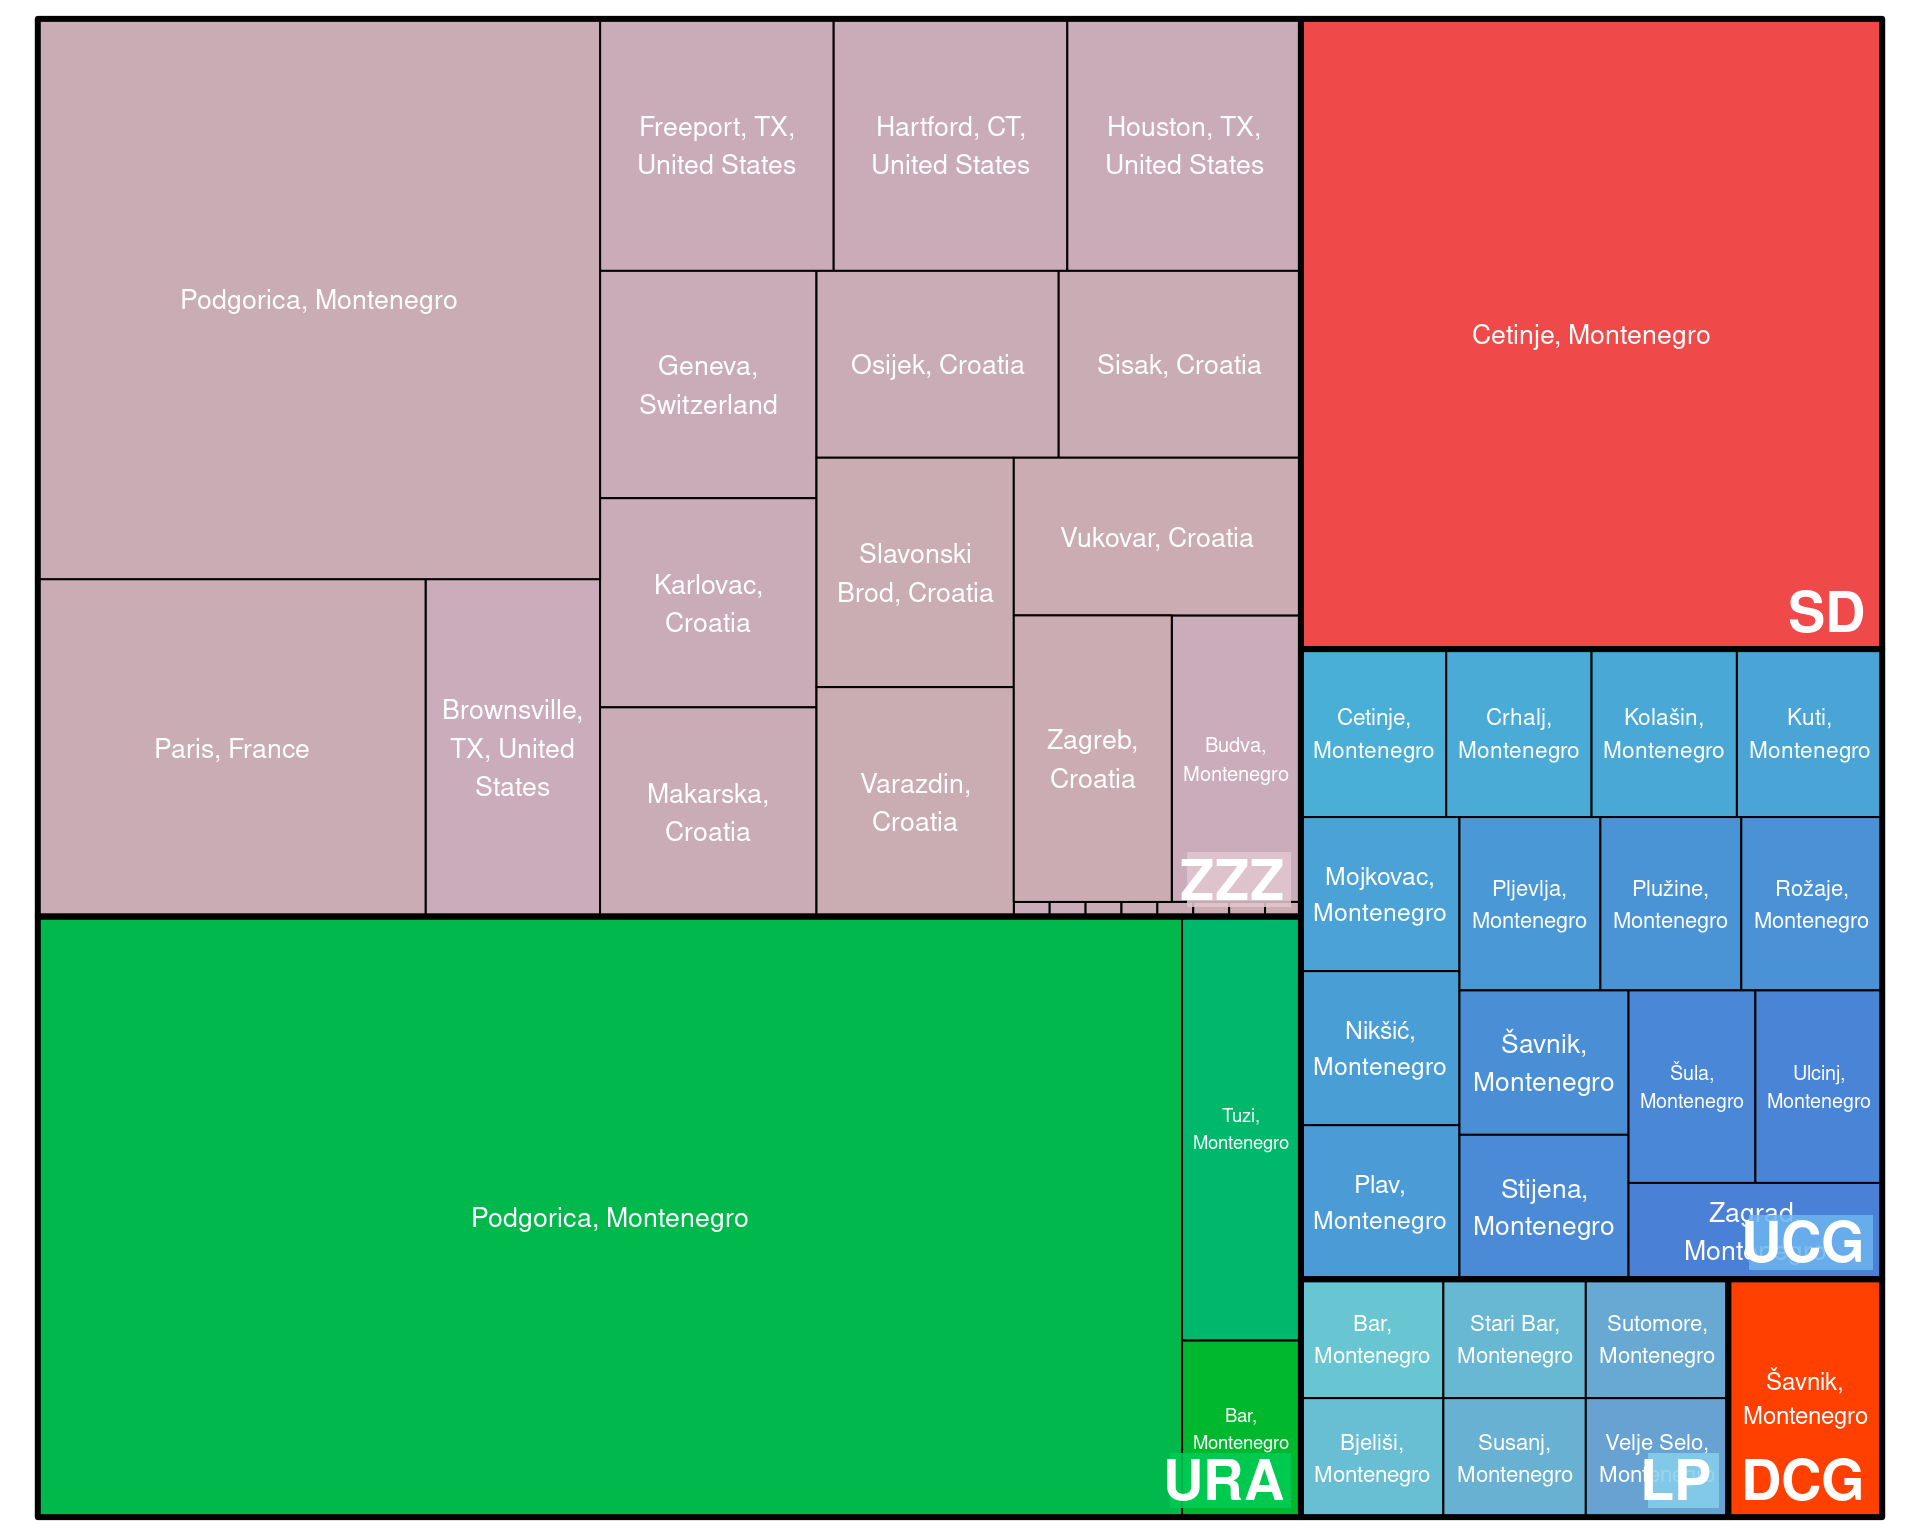 Podgorica, Montenegro
Paris, France
Brownsville,
TX, United
States
Freeport, TX,
United States
Hartford, CT,
United States
Houston, TX,
United States
Geneva,
Switzerland
Osijek, Croatia
Sisak, Croatia
Karlovac,
Croatia
Slavonski
Brod, Croatia
Vukovar, Croatia
Makarska,
Croatia
Varazdin,
Croatia
Zagreb,
Croatia
Budva,
Montenegro
ZZZ
Podgorica, Montenegro
Tuzi,
Montenegro
Bar,
Montenegro
URA
Cetinje, Montenegro
SD
Cetinje,
Montenegro
Crhalj,
Montenegro
Kolašin,
Montenegro
Kuti,
Montenegro
Mojkovac,
Montenegro
Pljevlja,
Montenegro
Plužine,
Montenegro
Rožaje,
Montenegro
Nikšić,
Montenegro
Šavnik,
Montenegro
Šula,
Montenegro
Ulcinj,
Montenegro
Plav,
Montenegro
Stijena,
Montenegro
Zagrad,
Montenegro
UCG
Bar,
Montenegro
Stari Bar,
Montenegro
Sutomore,
Montenegro
Bjeliši,
Montenegro
Susanj,
Montenegro
Velje Selo,
Montenegro
LP
Šavnik,
Montenegro
DCG